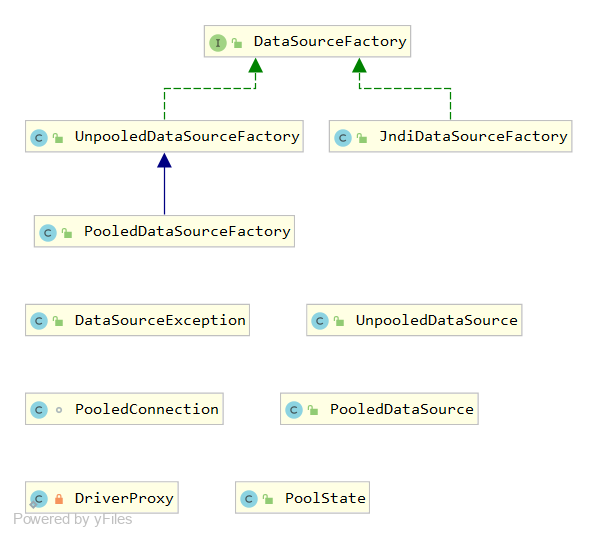 I DataSourceFactory
C UnpooledDataSourceFactory
C JndiDataSourceFactory
C PooledDataSourceFactory
C DataSourceException
C UnpooledDataSource
C PooledConnection
C PooledDataSource
C DriverProxy
C PoolState
Powered by yFiles